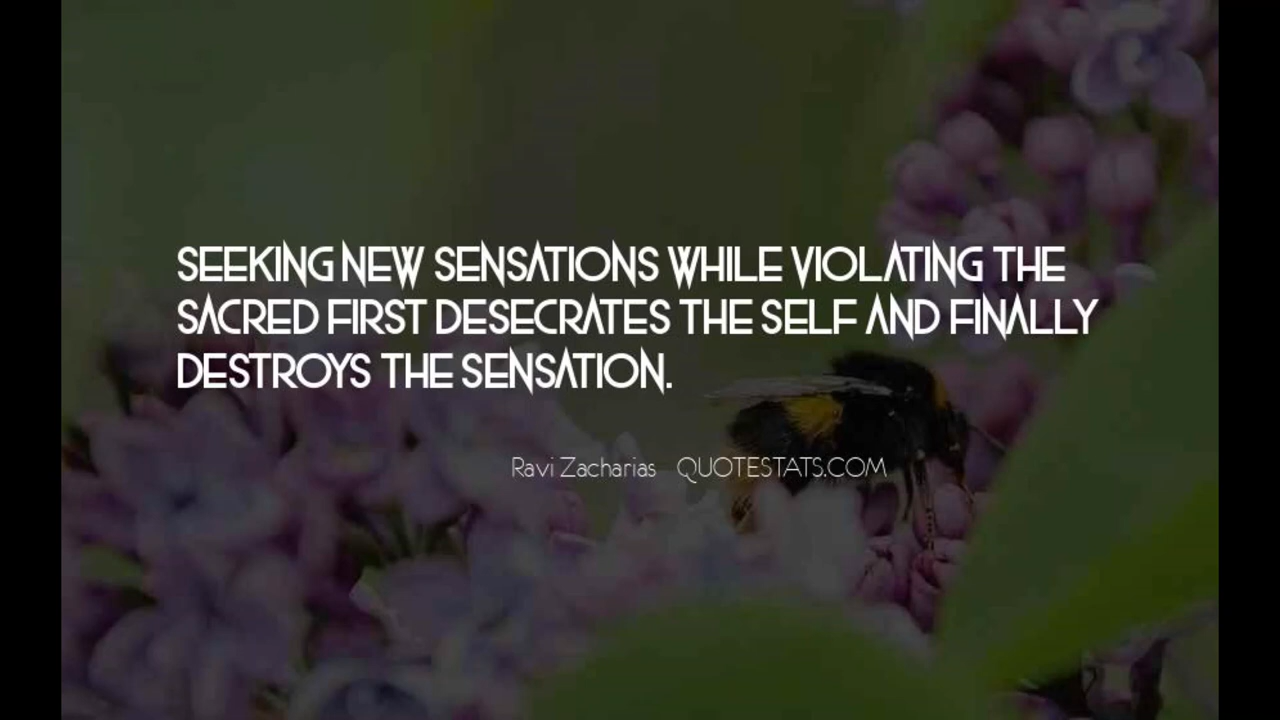 SEEKING NEW SENSATIONS WHILE VIOLATING THE
SACRED FIRST DESECRATES THE SELF AND FINALLY
DESTROYS THE SENSATION.
Ravi Zacharias QUOTESTATS.COM